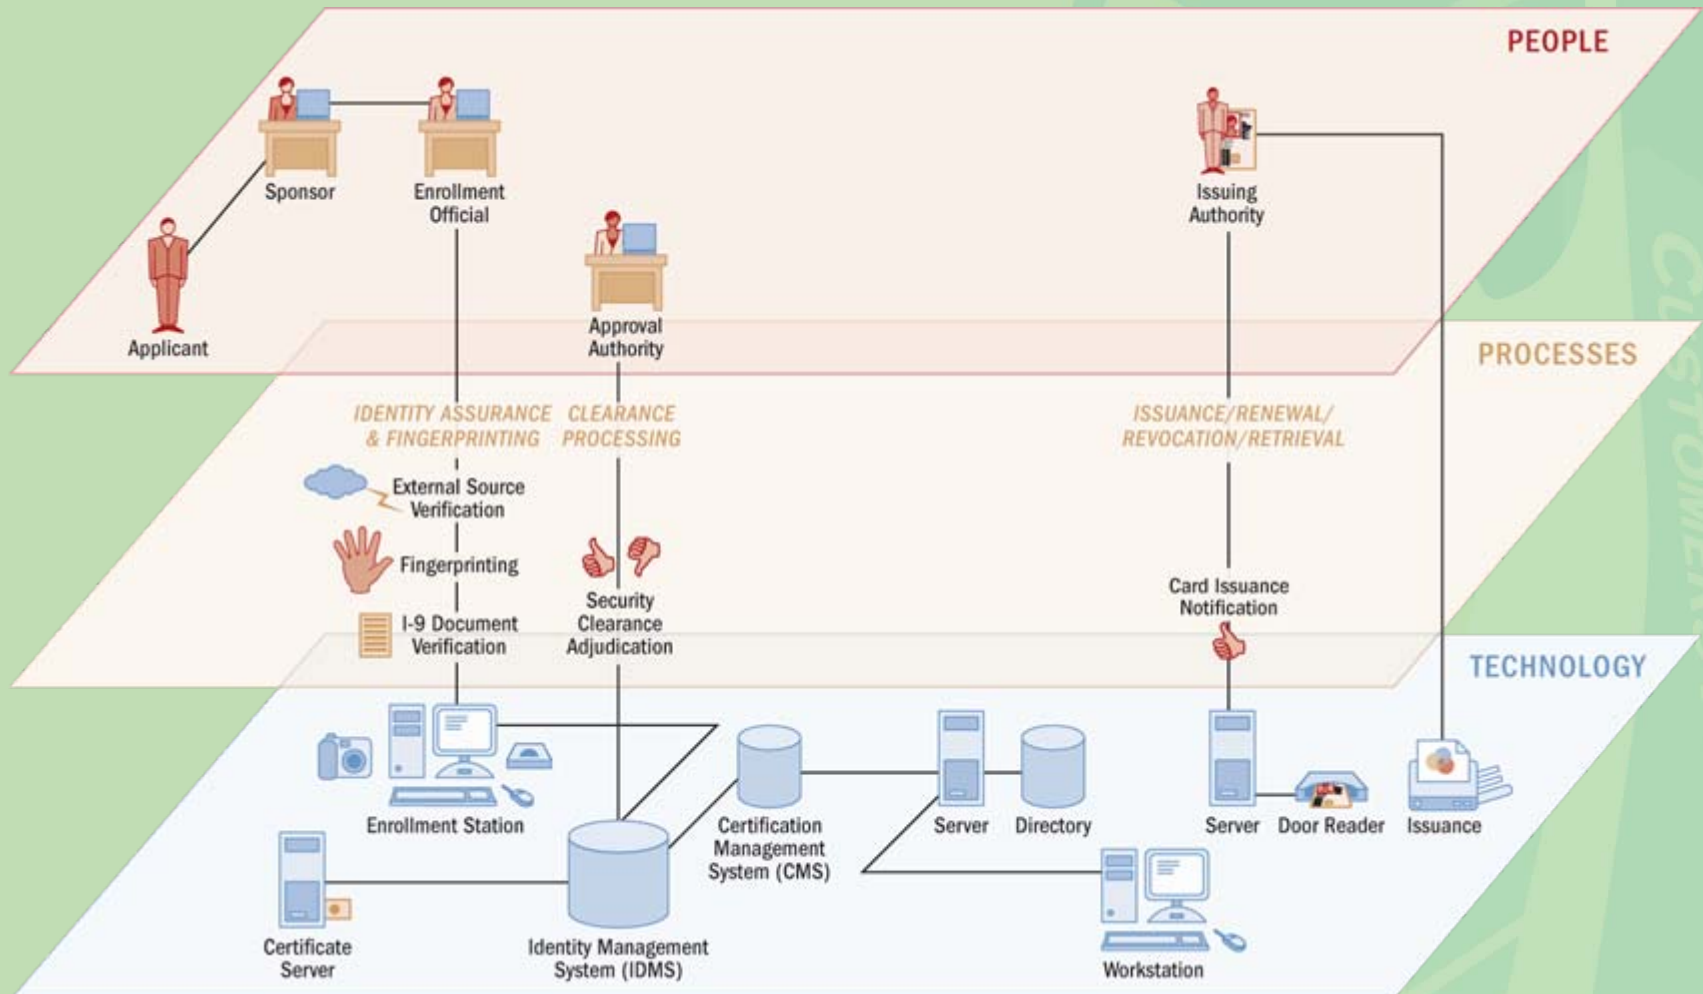 PEOPLE
Sponsor
Enrollment
Official
Issuing
Authority
Applicant
Approval
Authority
PROCESSES
IDENTITY ASSURANCE
& FINGERPRINTING
CLEARANCE
PROCESSING
ISSUANCE/RENEWAL/
REVOCATION/RETRIEVAL
External Source
Verification
Fingerprinting
I-9 Document
Verification
Security
Clearance
Adjudication
Card Issuance
Notification
TECHNOLOGY
Enrollment Station
Certification
Management
System (CMS)
Server
Directory
Server
Door Reader
Issuance
Certificate
Server
Identity Management
System (IDMS)
Workstation